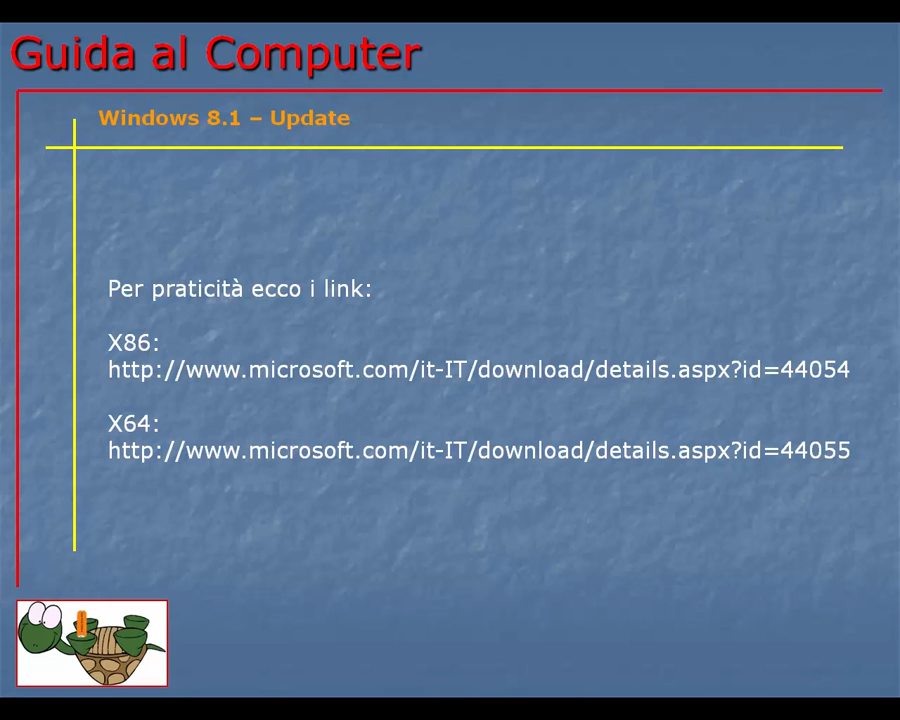 Guida al Computer
Windows 8.1 – Update
Per praticità ecco i link:
X86:
http://www.microsoft.com/it-IT/download/details.aspx?id=44054
X64:
http://www.microsoft.com/it-IT/download/details.aspx?id=44055